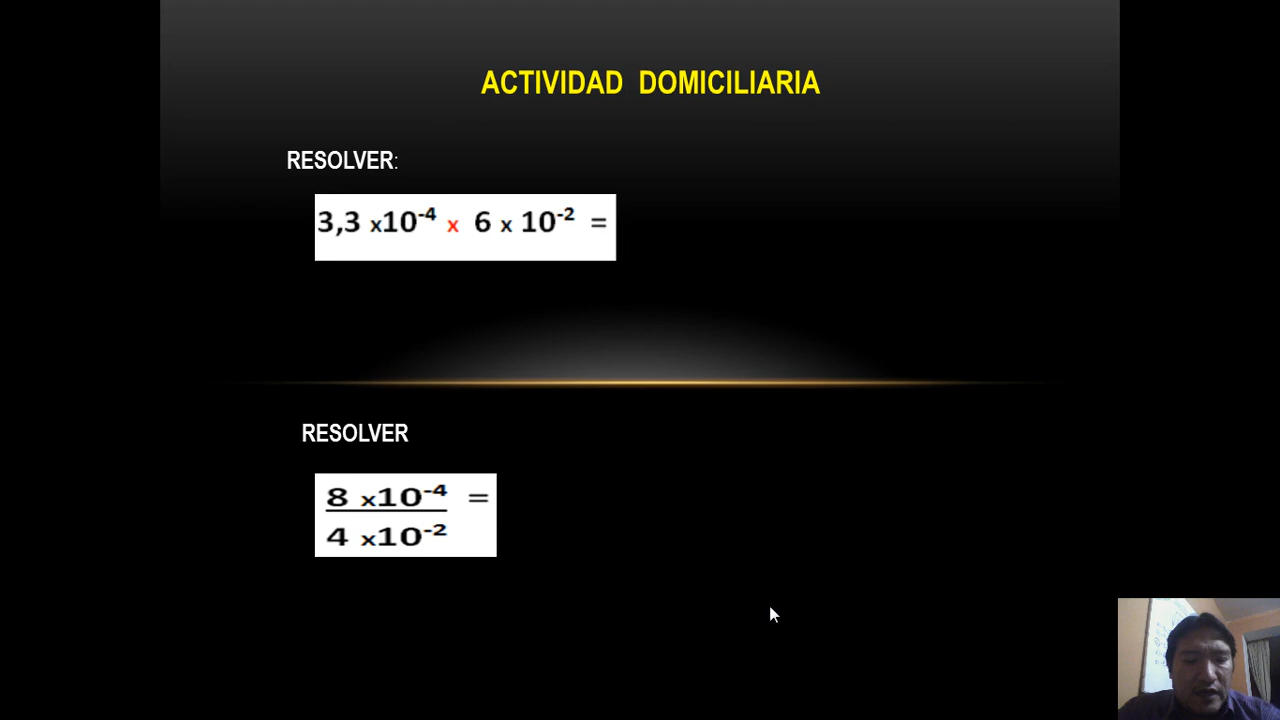 ACTIVIDAD DOMICILIARIA
RESOLVER:
3,3 x10⁻⁴ x 6 x 10⁻² =
RESOLVER
8 x10⁻⁴ =
4 x10⁻²